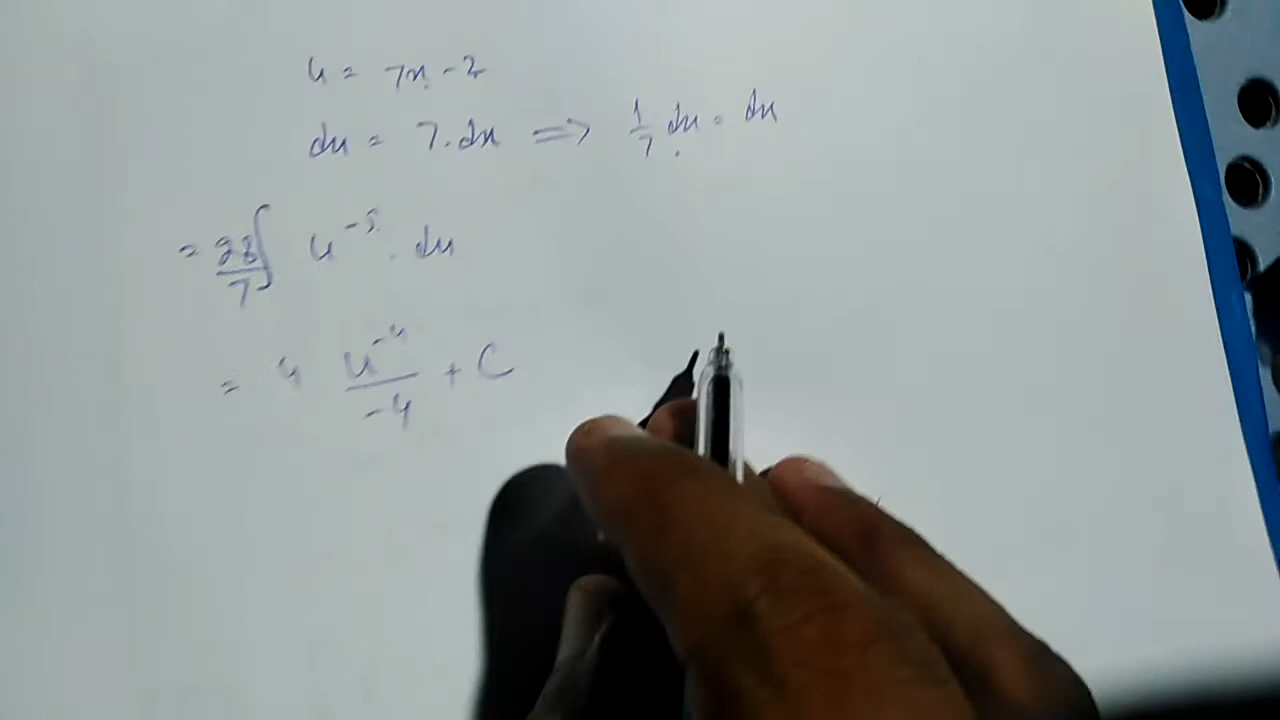 u = 7x - 2
du = 7.dx => 1/7 du = dx
= 28/7 ∫ u^-5 . du
= 4 u^-4/-4 + C